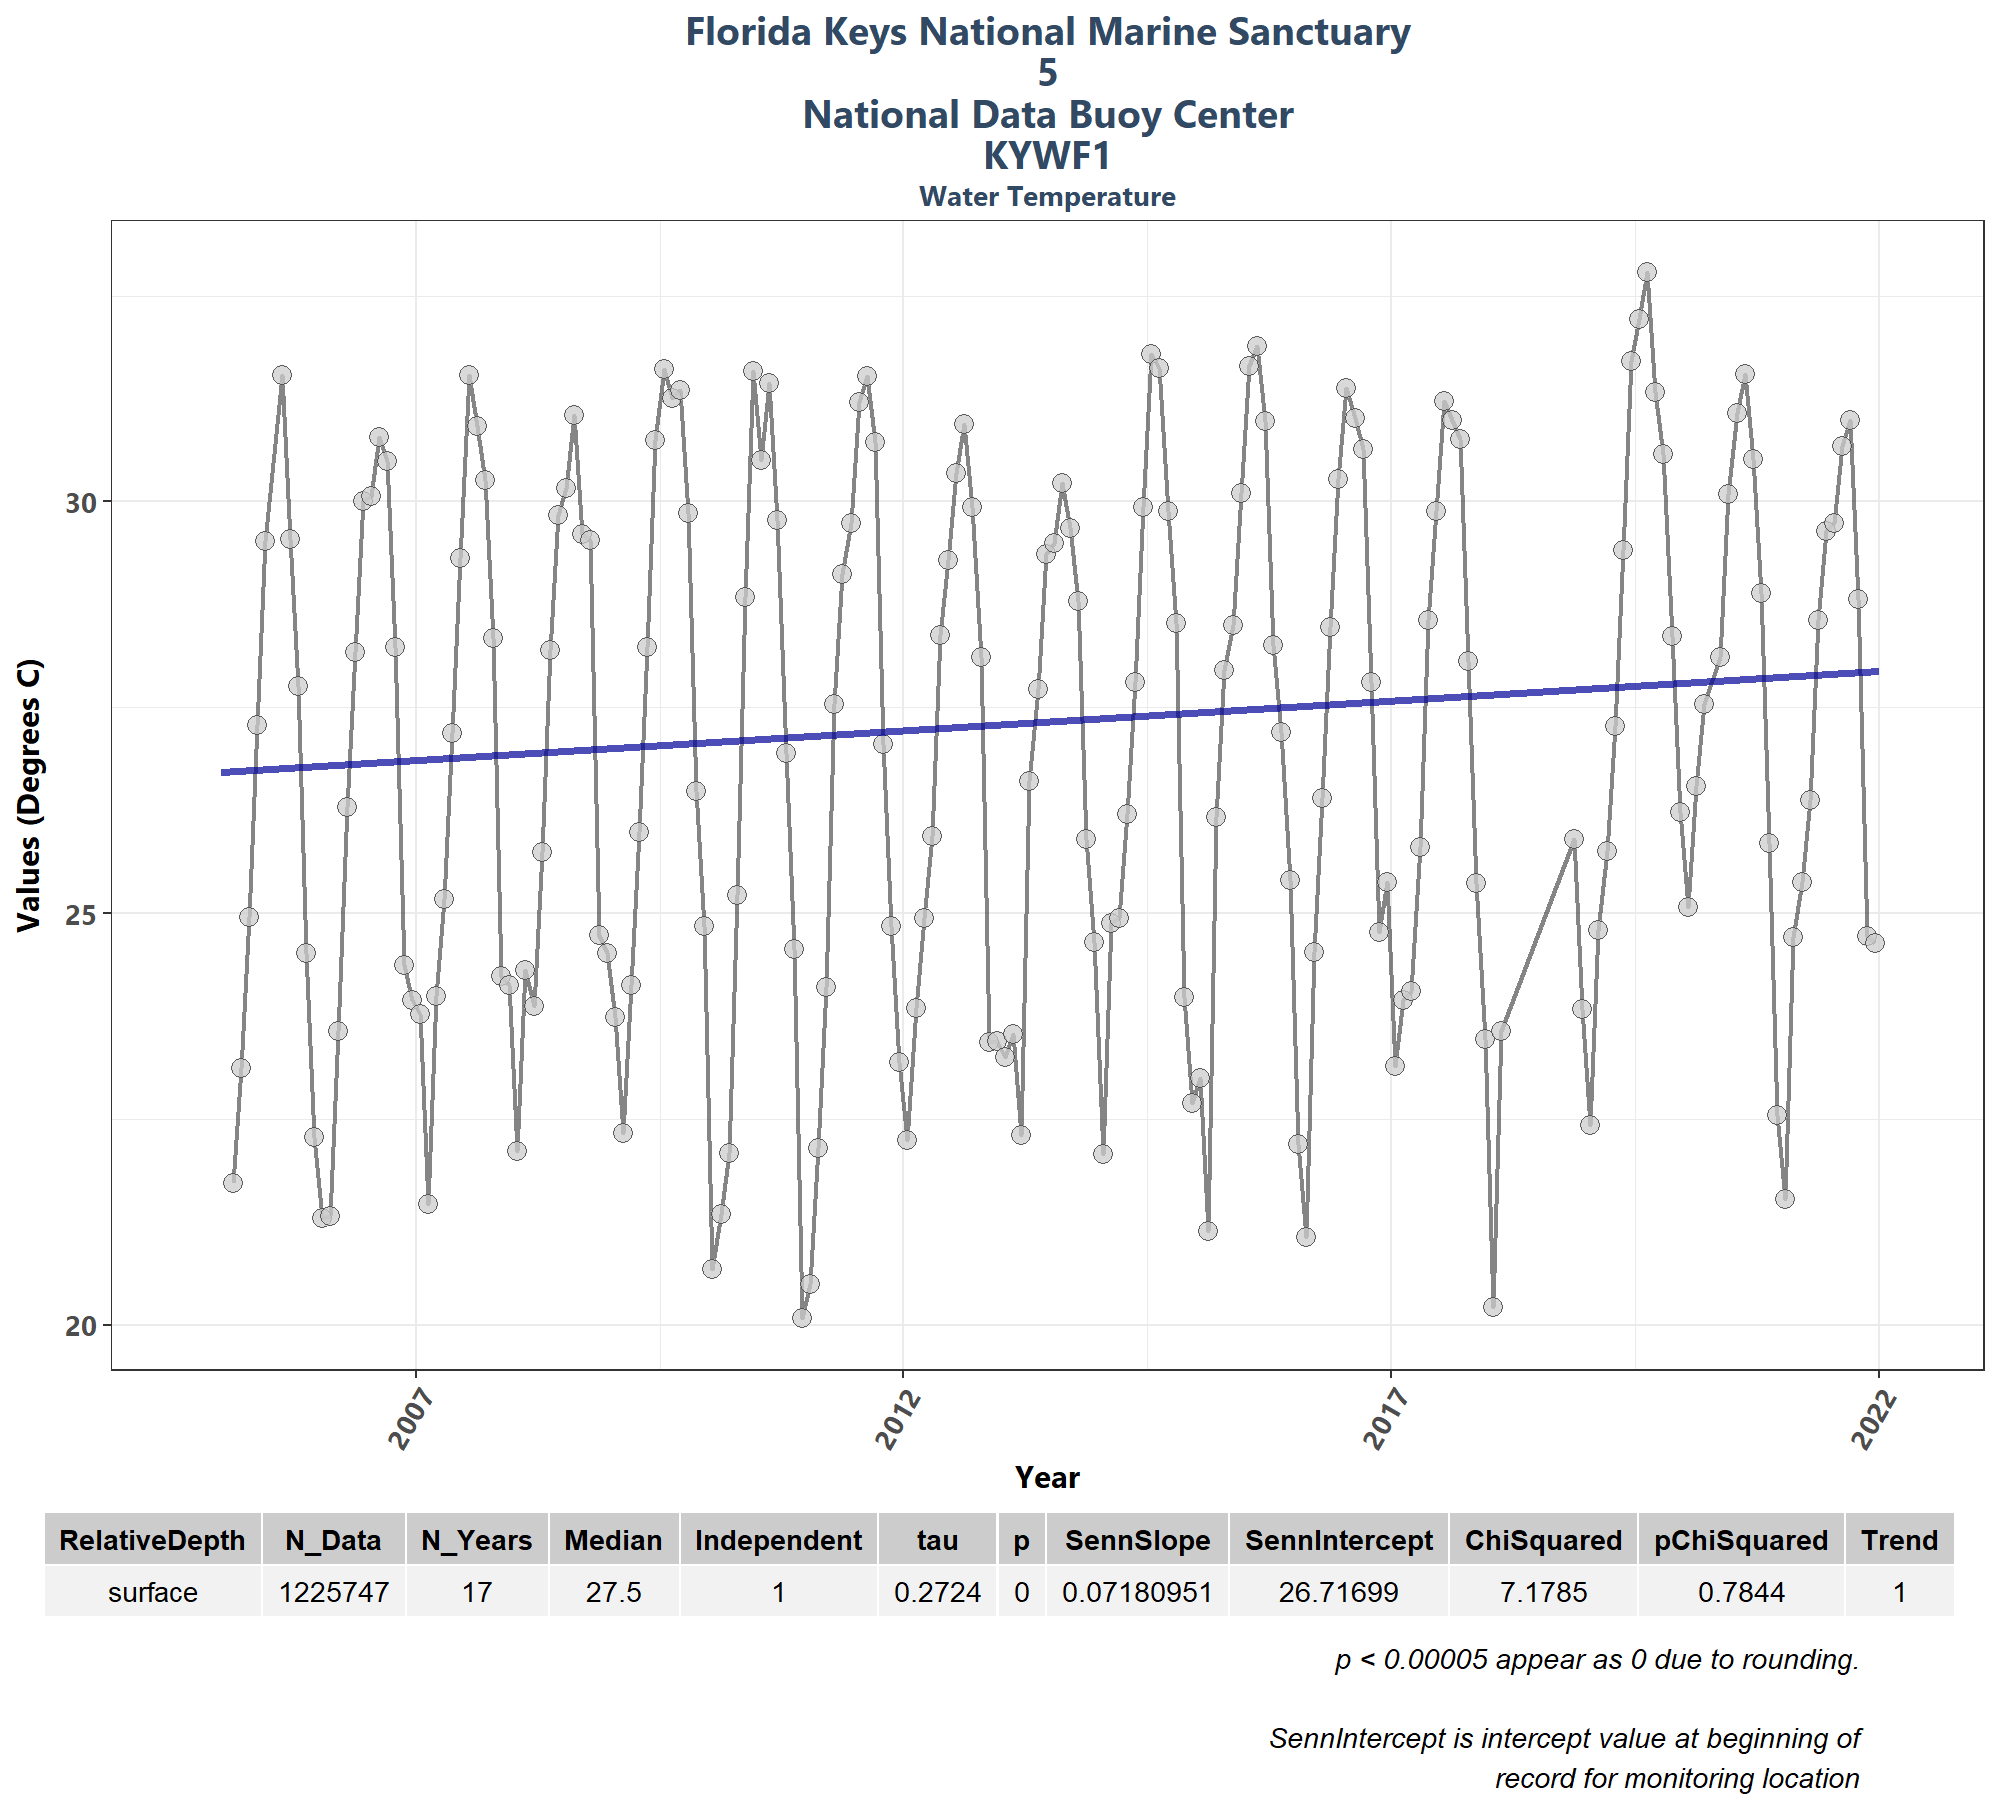 Florida Keys National Marine Sanctuary
5
National Data Buoy Center
KYWF1
Water Temperature
Values (Degrees C)
30
25
20
2007 2012 2017 2022
Year
RelativeDepth N_Data N_Years Median Independent tau p SennSlope SennIntercept ChiSquared pChiSquared Trend
surface 1225747 17 27.5 1 0.2724 0 0.07180951 26.71699 7.1785 0.7844 1
p < 0.00005 appear as 0 due to rounding.
SennIntercept is intercept value at beginning of
record for monitoring location